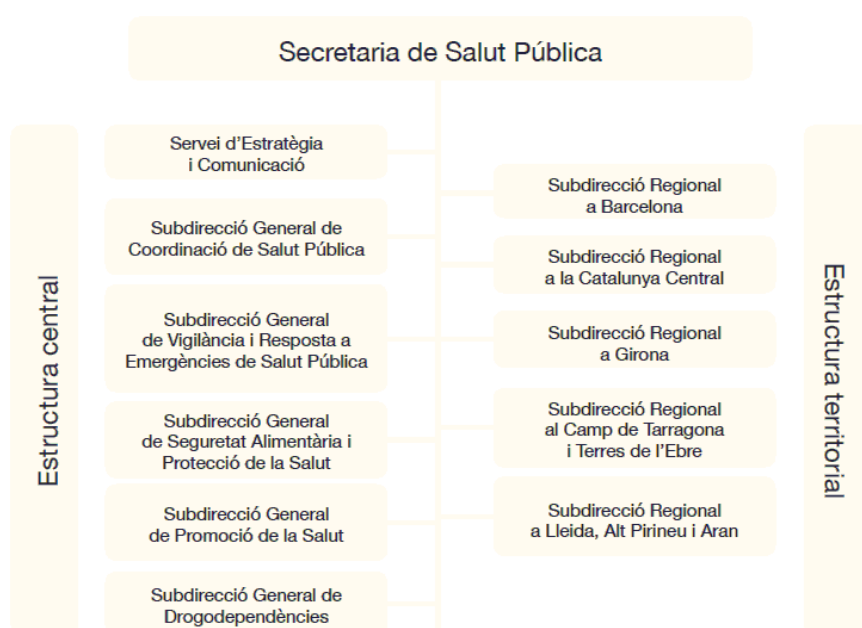 Secretaria de Salut Pública
Estructura central
Servei d’Estratègia
i Comunicació
Subdirecció General de
Coordinació de Salut Pública
Subdirecció General
de Vigilància i Resposta a
Emergències de Salut Pública
Subdirecció General
de Seguretat Alimentària i
Protecció de la Salut
Subdirecció General
de Promoció de la Salut
Subdirecció General de
Drogodependències
Subdirecció Regional
a Barcelona
Subdirecció Regional
a la Catalunya Central
Subdirecció Regional
a Girona
Subdirecció Regional
al Camp de Tarragona
i Terres de l’Ebre
Subdirecció Regional
a Lleida, Alt Pirineu i Aran
Estructura territorial